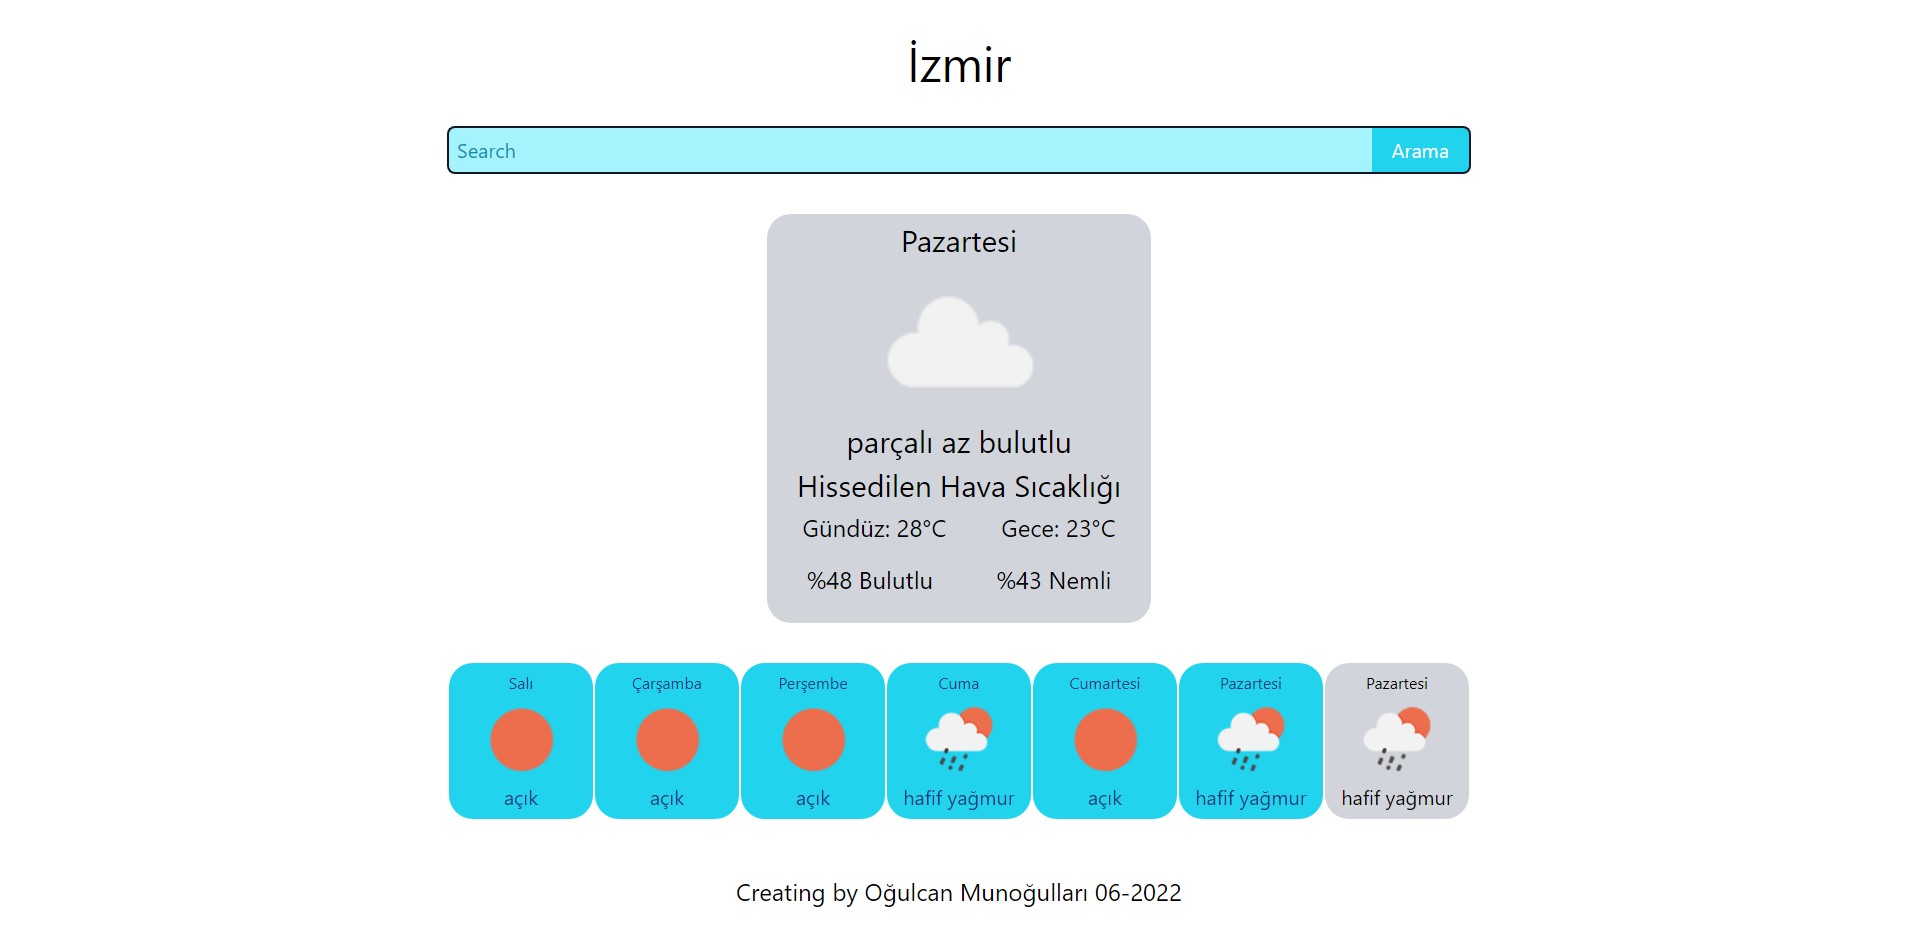 İzmir
Search
Arama
Pazartesi
parçalı az bulutlu
Hissedilen Hava Sıcaklığı
Gündüz: 28°C Gece: 23°C
%48 Bulutlu %43 Nemli
Salı Çarşamba Perşembe Cuma Cumartesi Pazartesi Pazartesi
açık açık açık hafif yağmur açık hafif yağmur hafif yağmur
Creating by Oğulcan Munoğulları 06-2022